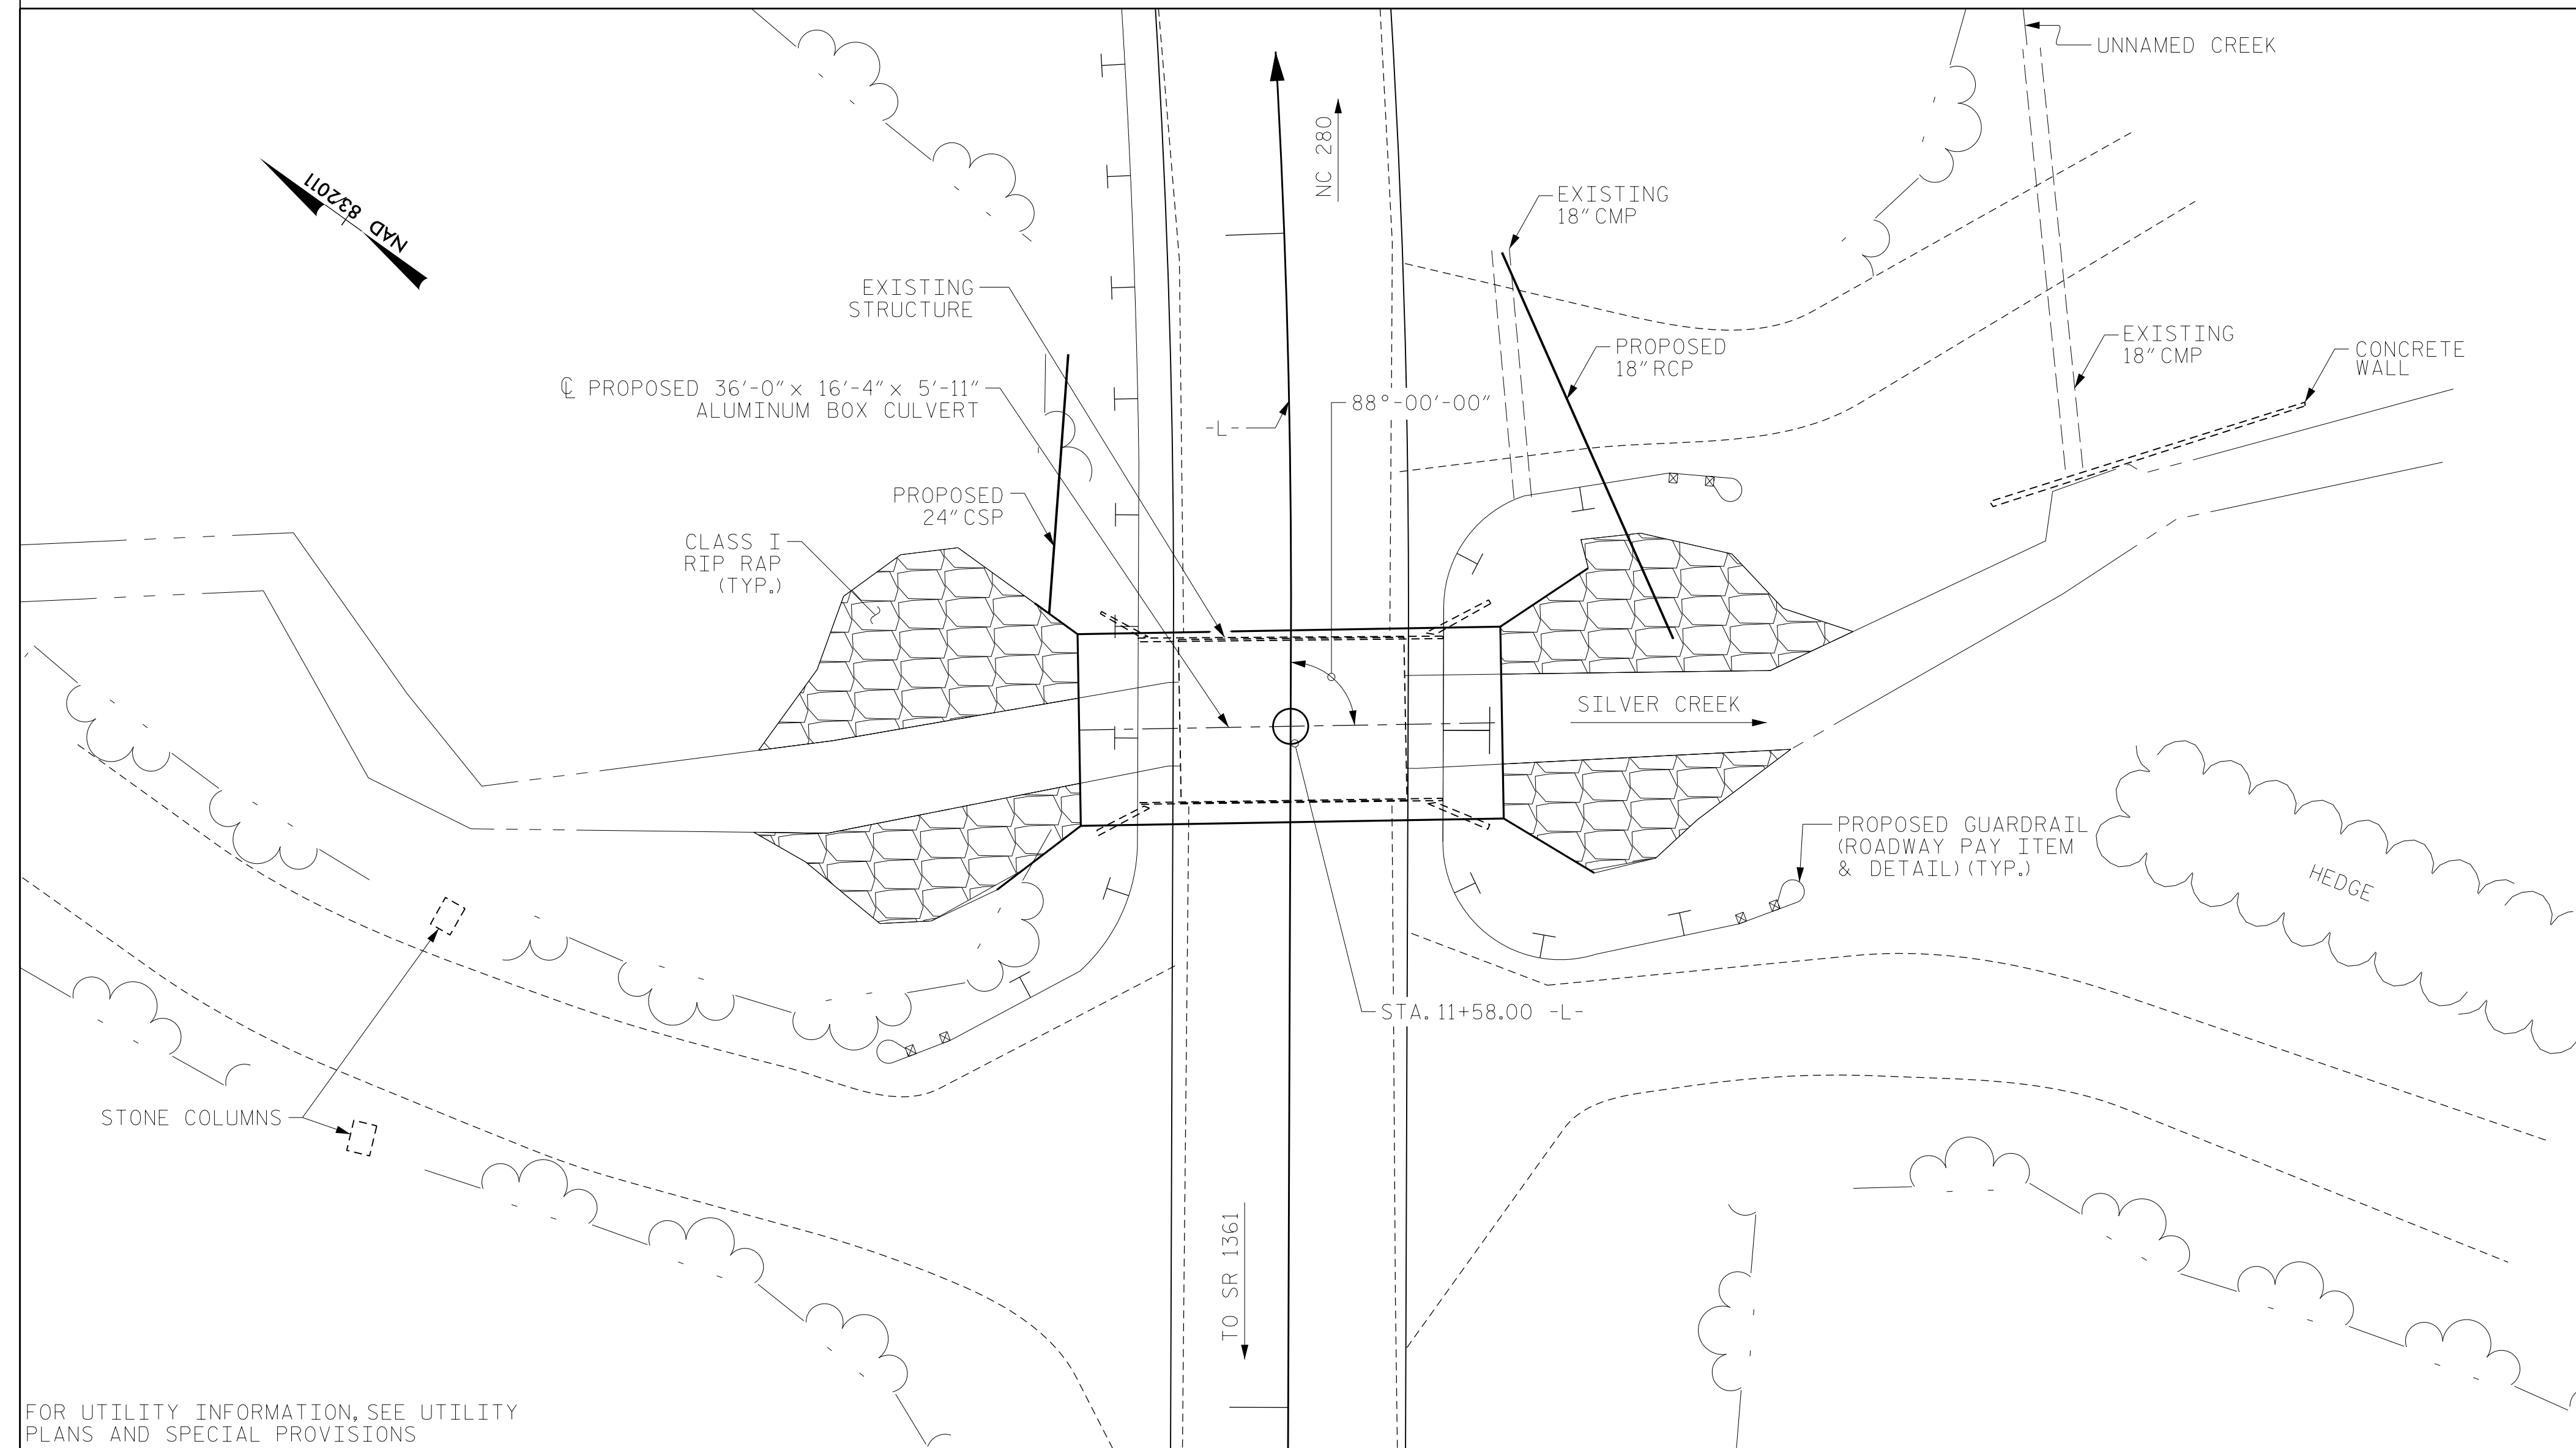 UNNAMED CREEK
NC 280
NAD 83/2011
EXISTING
18" CMP
EXISTING
STRUCTURE
EXISTING
18" CMP
PROPOSED
18" RCP
CONCRETE
WALL
℄ PROPOSED 36'-0" x 16'-4" x 5'-11"
ALUMINUM BOX CULVERT
88°-00'-00"
-L-
PROPOSED
24" CSP
CLASS I
RIP RAP
(TYP.)
SILVER CREEK
PROPOSED GUARDRAIL
(ROADWAY PAY ITEM
& DETAIL) (TYP.)
HEDGE
STA. 11+58.00 -L-
STONE COLUMNS
TO SR 1361
FOR UTILITY INFORMATION, SEE UTILITY
PLANS AND SPECIAL PROVISIONS